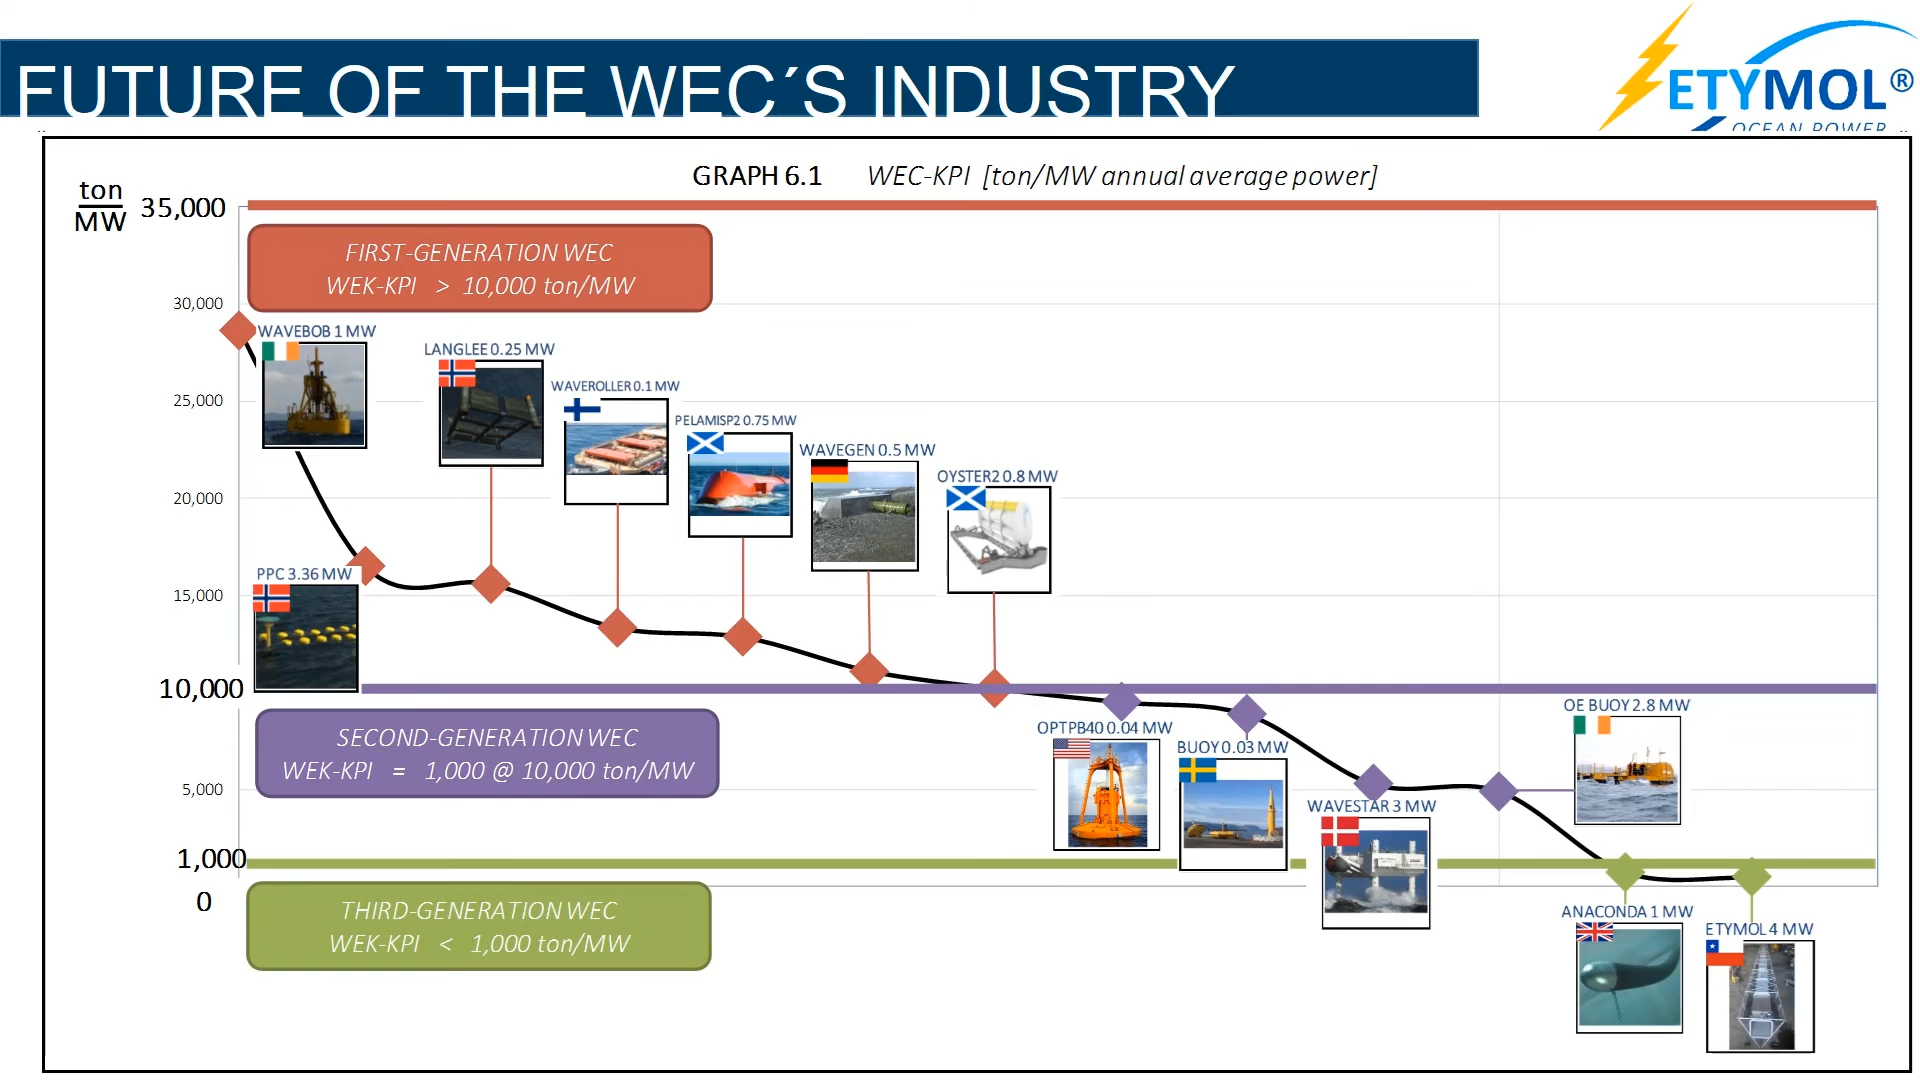 FUTURE OF THE WEC´S INDUSTRY
ETYMOL®
OCEAN POWER
GRAPH 6.1 WEC-KPI [ton/MW annual average power]
ton
MW
35,000
FIRST-GENERATION WEC
WEK-KPI > 10,000 ton/MW
30,000
WAVEBOB 1 MW
LANGLEE 0.25 MW
WAVEROLLER 0.1 MW
25,000
PELAMISP2 0.75 MW
WAVEGEN 0.5 MW
OYSTER2 0.8 MW
20,000
PPC 3.36 MW
15,000
10,000
OE BUOY 2.8 MW
SECOND-GENERATION WEC
WEK-KPI = 1,000 @ 10,000 ton/MW
OPTPB40 0.04 MW
BUOY 0.03 MW
5,000
WAVESTAR 3 MW
1,000
0
THIRD-GENERATION WEC
WEK-KPI < 1,000 ton/MW
ANACONDA 1 MW
ETYMOL 4 MW